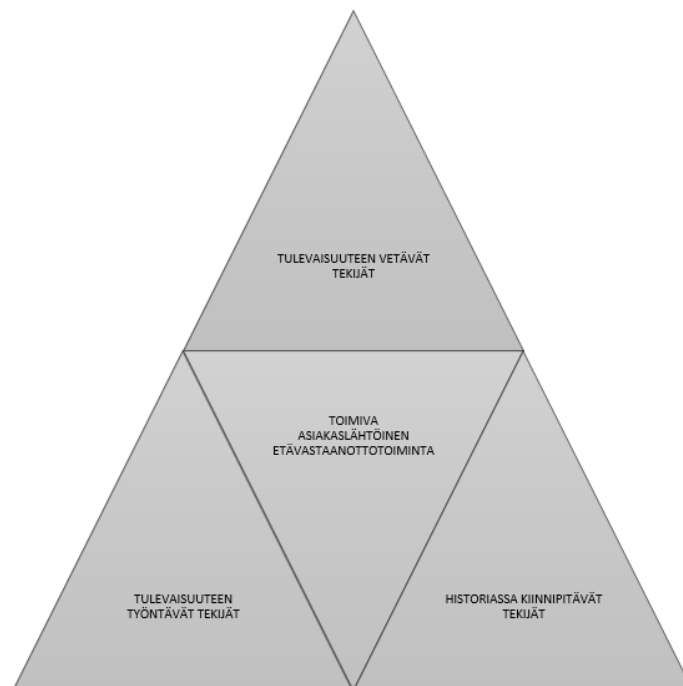 TULEVAISUUTEEN VETÄVÄT
TEKIJÄT
TOIMIVA
ASIAKASLÄHTÖINEN
ETÄVASTAANOTTOTOIMINTA
TULEVAISUUTEEN
TYÖNTÄVÄT TEKIJÄT
HISTORIASSA KIINNIPITÄVÄT
TEKIJÄT